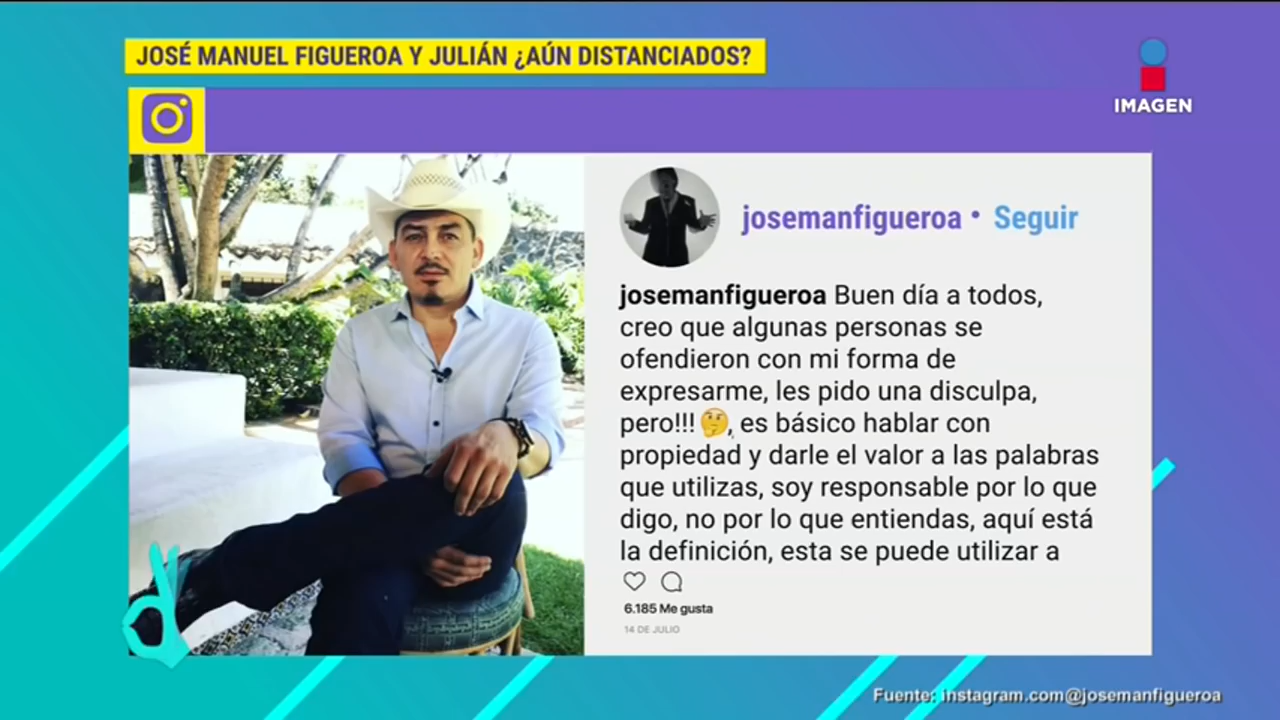 JOSÉ MANUEL FIGUEROA Y JULIÁN ¿AÚN DISTANCIADOS?
IMAGEN
josemanfigueroa • Seguir
josemanfigueroa Buen día a todos,
creo que algunas personas se
ofendieron con mi forma de
expresarme, les pido una disculpa,
pero!!! 🤔, es básico hablar con
propiedad y darle el valor a las palabras
que utilizas, soy responsable por lo que
digo, no por lo que entiendas, aquí está
la definición, esta se puede utilizar a
6.185 Me gusta
14 DE JULIO
Fuente: instagram.com@josemanfigueroa